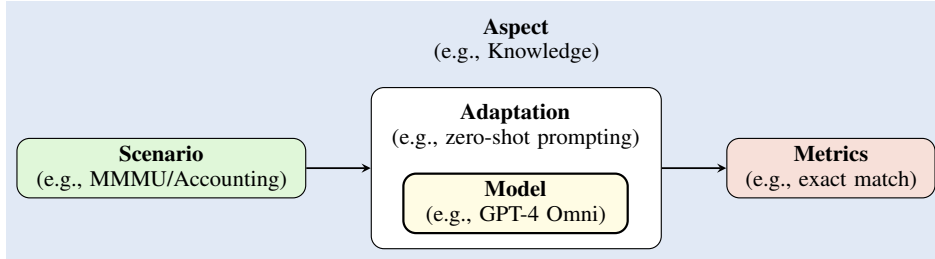 Aspect
(e.g., Knowledge)
Adaptation
(e.g., zero-shot prompting)
Scenario
(e.g., MMMU/Accounting)
Model
(e.g., GPT-4 Omni)
Metrics
(e.g., exact match)